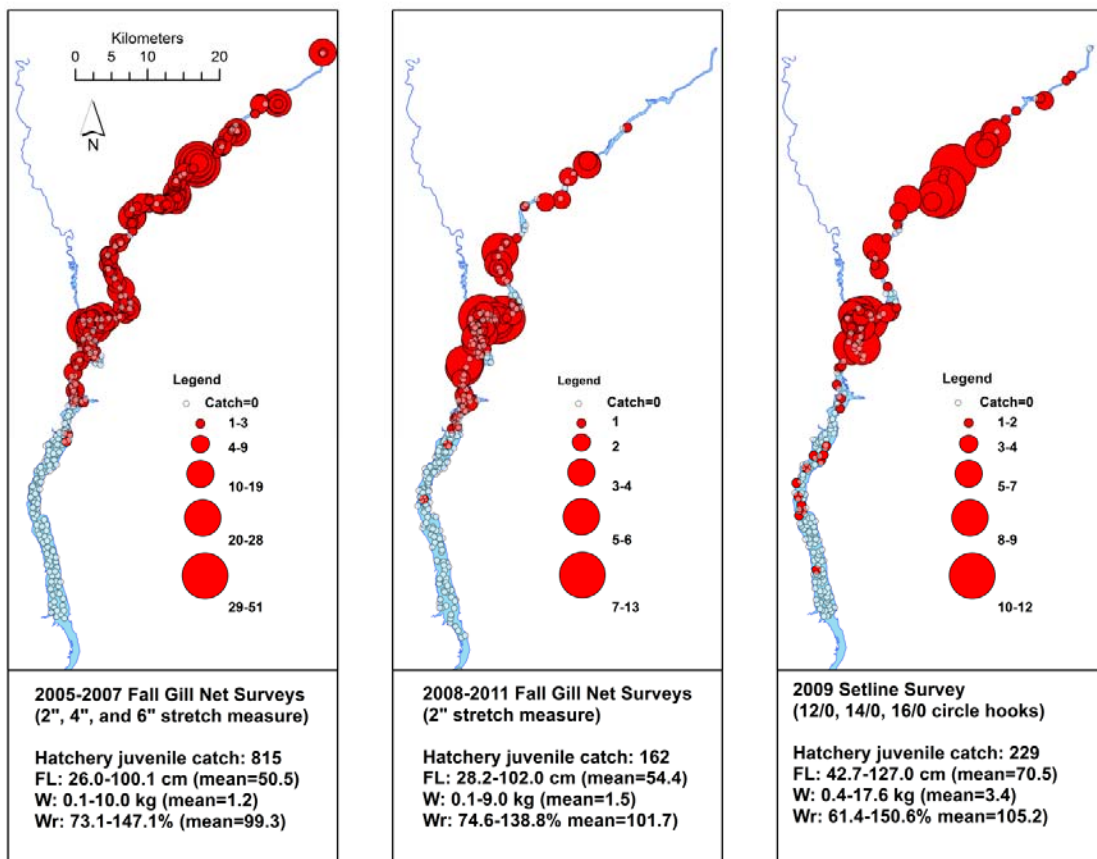 Kilometers
0 5 10 20
N
Legend
Catch=0
1-3
4-9
10-19
20-28
29-51
2005-2007 Fall Gill Net Surveys
(2", 4", and 6" stretch measure)
Hatchery juvenile catch: 815
FL: 26.0-100.1 cm (mean=50.5)
W: 0.1-10.0 kg (mean=1.2)
Wr: 73.1-147.1% (mean=99.3)
Legend
Catch=0
1
2
3-4
5-6
7-13
2008-2011 Fall Gill Net Surveys
(2" stretch measure)
Hatchery juvenile catch: 162
FL: 28.2-102.0 cm (mean=54.4)
W: 0.1-9.0 kg (mean=1.5)
Wr: 74.6-138.8% mean=101.7)
Legend
Catch=0
1-2
3-4
5-7
8-9
10-12
2009 Setline Survey
(12/0, 14/0, 16/0 circle hooks)
Hatchery juvenile catch: 229
FL: 42.7-127.0 cm (mean=70.5)
W: 0.4-17.6 kg (mean=3.4)
Wr: 61.4-150.6% mean=105.2)